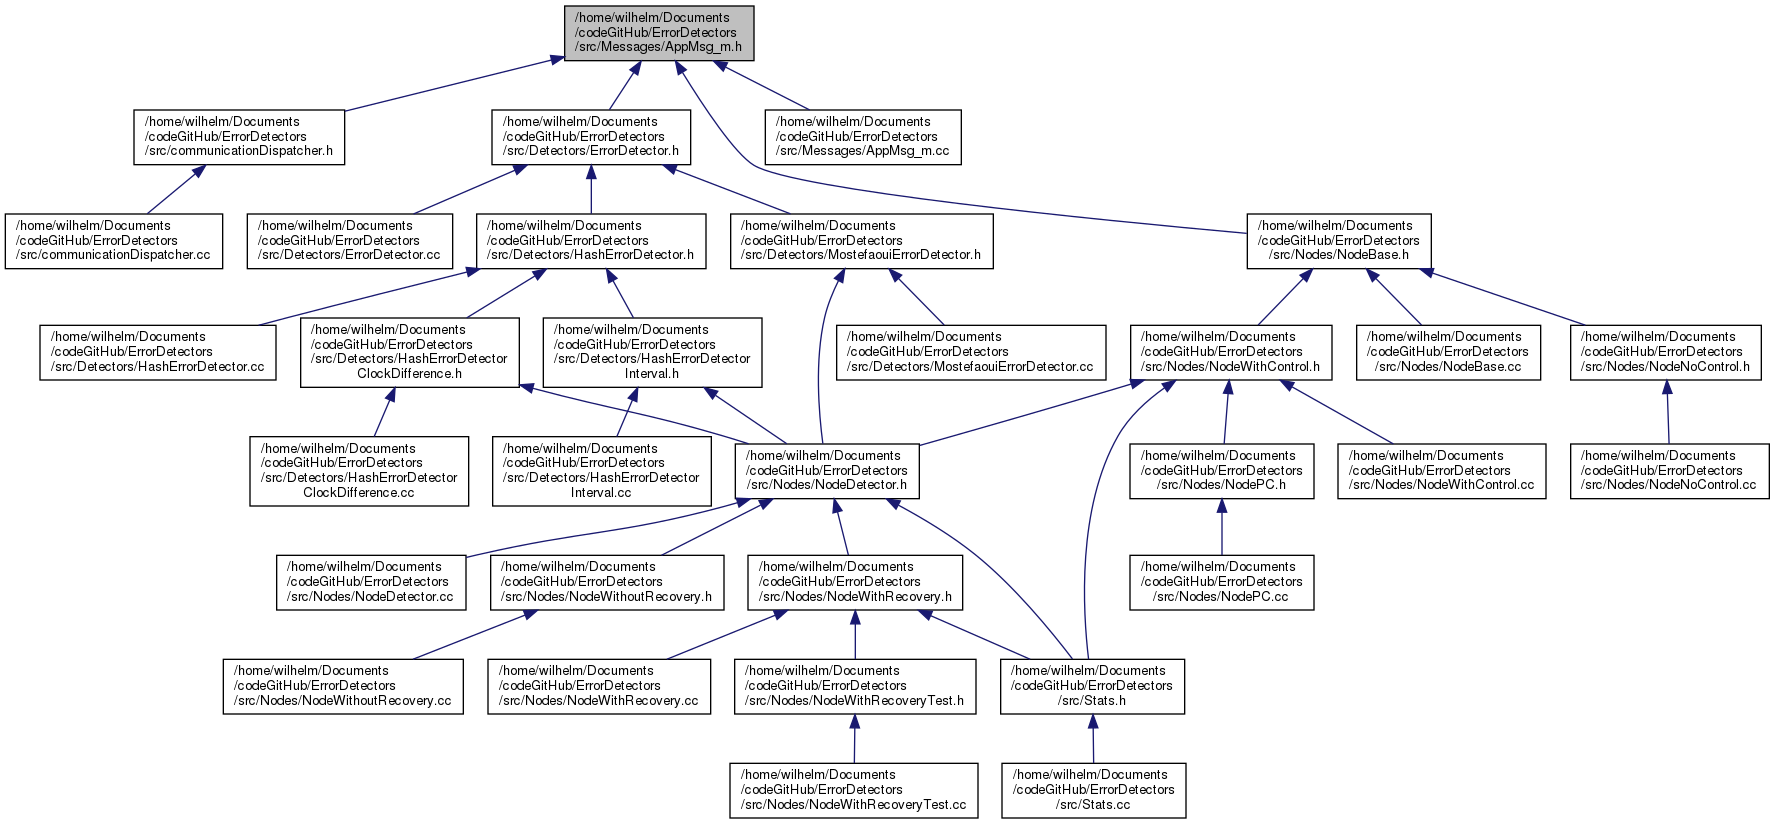 /home/wilhelm/Documents
/codeGitHub/ErrorDetectors
/src/Messages/AppMsg_m.h
/home/wilhelm/Documents
/codeGitHub/ErrorDetectors
/src/communicationDispatcher.h
/home/wilhelm/Documents
/codeGitHub/ErrorDetectors
/src/Detectors/ErrorDetector.h
/home/wilhelm/Documents
/codeGitHub/ErrorDetectors
/src/Messages/AppMsg_m.cc
/home/wilhelm/Documents
/codeGitHub/ErrorDetectors
/src/communicationDispatcher.cc
/home/wilhelm/Documents
/codeGitHub/ErrorDetectors
/src/Detectors/ErrorDetector.cc
/home/wilhelm/Documents
/codeGitHub/ErrorDetectors
/src/Detectors/HashErrorDetector.h
/home/wilhelm/Documents
/codeGitHub/ErrorDetectors
/src/Detectors/MostefaouiErrorDetector.h
/home/wilhelm/Documents
/codeGitHub/ErrorDetectors
/src/Nodes/NodeBase.h
/home/wilhelm/Documents
/codeGitHub/ErrorDetectors
/src/Detectors/HashErrorDetector.cc
/home/wilhelm/Documents
/codeGitHub/ErrorDetectors
/src/Detectors/HashErrorDetector
ClockDifference.h
/home/wilhelm/Documents
/codeGitHub/ErrorDetectors
/src/Detectors/HashErrorDetector
Interval.h
/home/wilhelm/Documents
/codeGitHub/ErrorDetectors
/src/Detectors/MostefaouiErrorDetector.cc
/home/wilhelm/Documents
/codeGitHub/ErrorDetectors
/src/Nodes/NodeWithControl.h
/home/wilhelm/Documents
/codeGitHub/ErrorDetectors
/src/Nodes/NodeBase.cc
/home/wilhelm/Documents
/codeGitHub/ErrorDetectors
/src/Nodes/NodeNoControl.h
/home/wilhelm/Documents
/codeGitHub/ErrorDetectors
/src/Detectors/HashErrorDetector
ClockDifference.cc
/home/wilhelm/Documents
/codeGitHub/ErrorDetectors
/src/Detectors/HashErrorDetector
Interval.cc
/home/wilhelm/Documents
/codeGitHub/ErrorDetectors
/src/Nodes/NodeDetector.h
/home/wilhelm/Documents
/codeGitHub/ErrorDetectors
/src/Nodes/NodePC.h
/home/wilhelm/Documents
/codeGitHub/ErrorDetectors
/src/Nodes/NodeWithControl.cc
/home/wilhelm/Documents
/codeGitHub/ErrorDetectors
/src/Nodes/NodeNoControl.cc
/home/wilhelm/Documents
/codeGitHub/ErrorDetectors
/src/Nodes/NodeDetector.cc
/home/wilhelm/Documents
/codeGitHub/ErrorDetectors
/src/Nodes/NodeWithoutRecovery.h
/home/wilhelm/Documents
/codeGitHub/ErrorDetectors
/src/Nodes/NodeWithRecovery.h
/home/wilhelm/Documents
/codeGitHub/ErrorDetectors
/src/Nodes/NodePC.cc
/home/wilhelm/Documents
/codeGitHub/ErrorDetectors
/src/Nodes/NodeWithoutRecovery.cc
/home/wilhelm/Documents
/codeGitHub/ErrorDetectors
/src/Nodes/NodeWithRecovery.cc
/home/wilhelm/Documents
/codeGitHub/ErrorDetectors
/src/Nodes/NodeWithRecoveryTest.h
/home/wilhelm/Documents
/codeGitHub/ErrorDetectors
/src/Stats.h
/home/wilhelm/Documents
/codeGitHub/ErrorDetectors
/src/Nodes/NodeWithRecoveryTest.cc
/home/wilhelm/Documents
/codeGitHub/ErrorDetectors
/src/Stats.cc